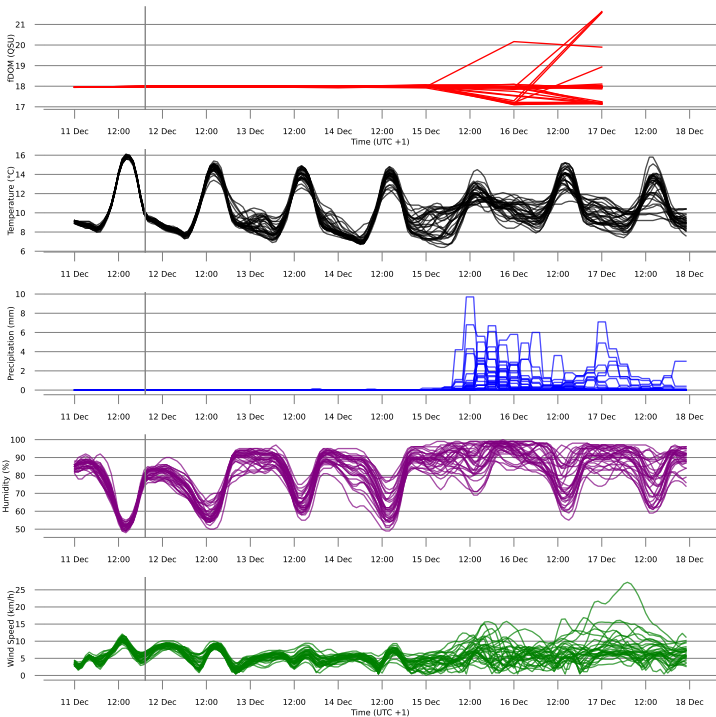 21
20
19
18
17
fDOM (QSU)
11 Dec 12:00 12 Dec 12:00 13 Dec 12:00 14 Dec 12:00 15 Dec 12:00 16 Dec 12:00 17 Dec 12:00 18 Dec
Time (UTC +1)
16
14
12
10
8
6
Temperature (°C)
11 Dec 12:00 12 Dec 12:00 13 Dec 12:00 14 Dec 12:00 15 Dec 12:00 16 Dec 12:00 17 Dec 12:00 18 Dec
10
8
6
4
2
0
Precipitation (mm)
11 Dec 12:00 12 Dec 12:00 13 Dec 12:00 14 Dec 12:00 15 Dec 12:00 16 Dec 12:00 17 Dec 12:00 18 Dec
100
90
80
70
60
50
Humidity (%)
11 Dec 12:00 12 Dec 12:00 13 Dec 12:00 14 Dec 12:00 15 Dec 12:00 16 Dec 12:00 17 Dec 12:00 18 Dec
25
20
15
10
5
0
Wind Speed (km/h)
11 Dec 12:00 12 Dec 12:00 13 Dec 12:00 14 Dec 12:00 15 Dec 12:00 16 Dec 12:00 17 Dec 12:00 18 Dec
Time (UTC +1)